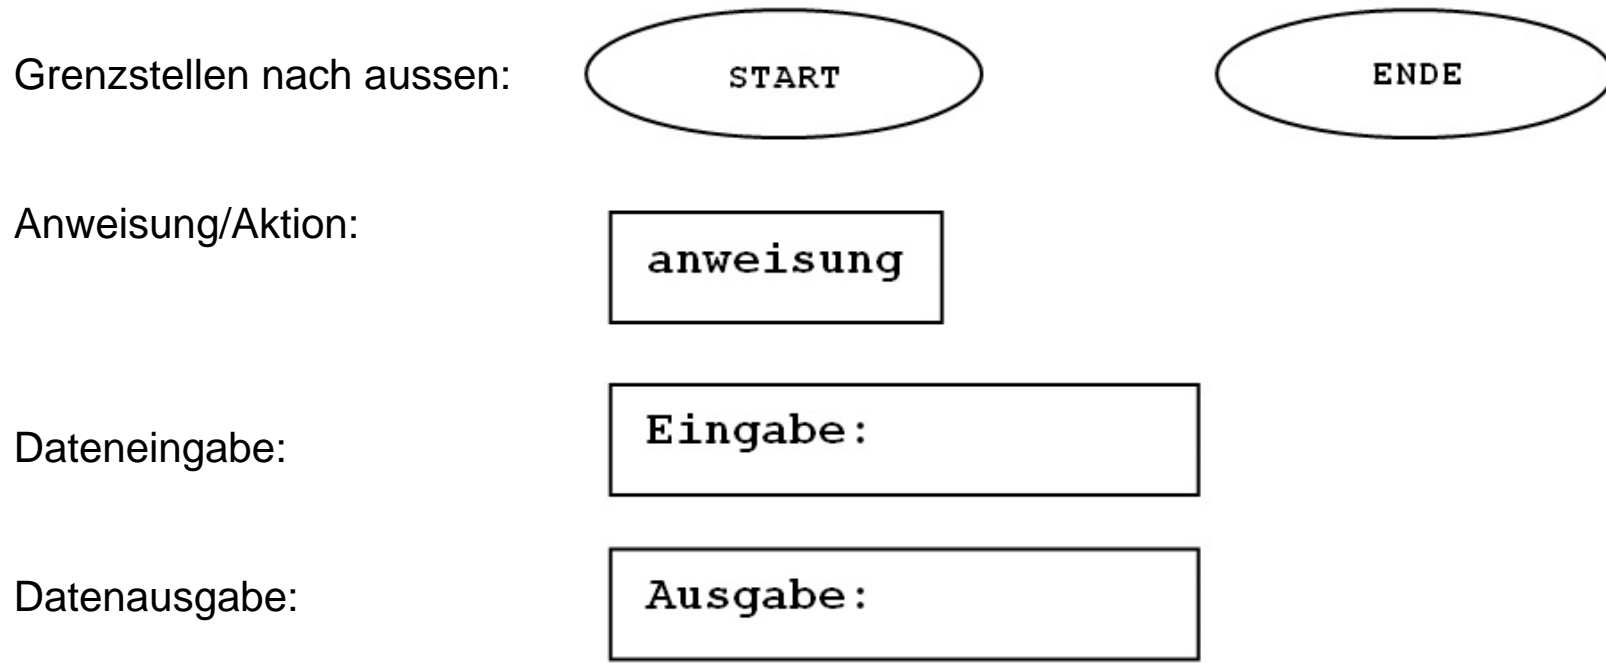 Grenzstellen nach aussen: START ENDE
Anweisung/Aktion:
anweisung
Dateneingabe:
Eingabe:
Datenausgabe:
Ausgabe: